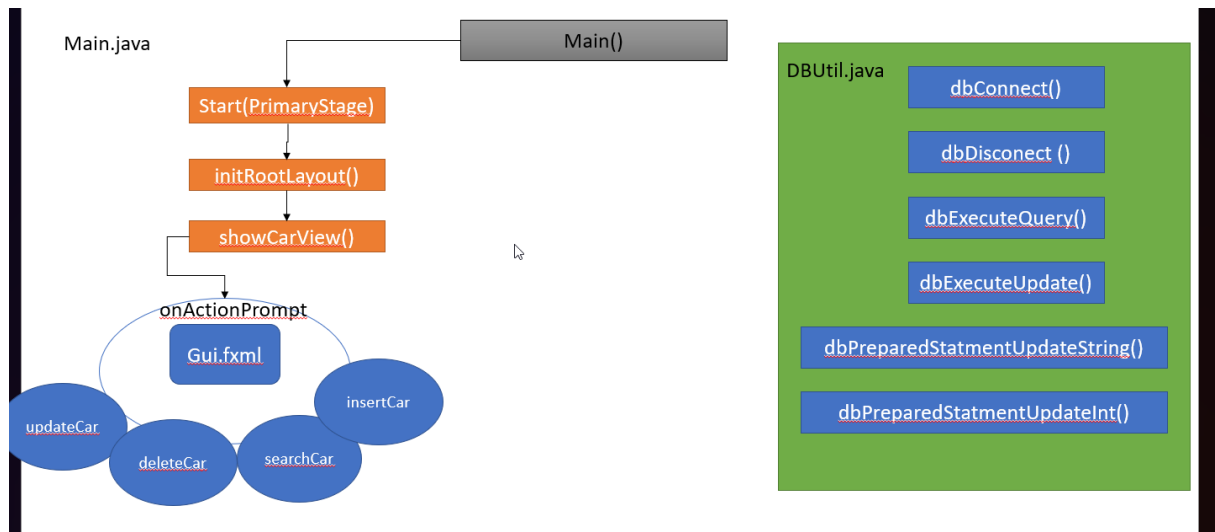 Main.java
Main()
Start(PrimaryStage)
initRootLayout()
showCarView()
onActionPrompt
Gui.fxml
insertCar
updateCar
searchCar
deleteCar
DBUtil.java
dbConnect()
dbDisconect ()
dbExecuteQuery()
dbExecuteUpdate()
dbPreparedStatmentUpdateString()
dbPreparedStatmentUpdateInt()